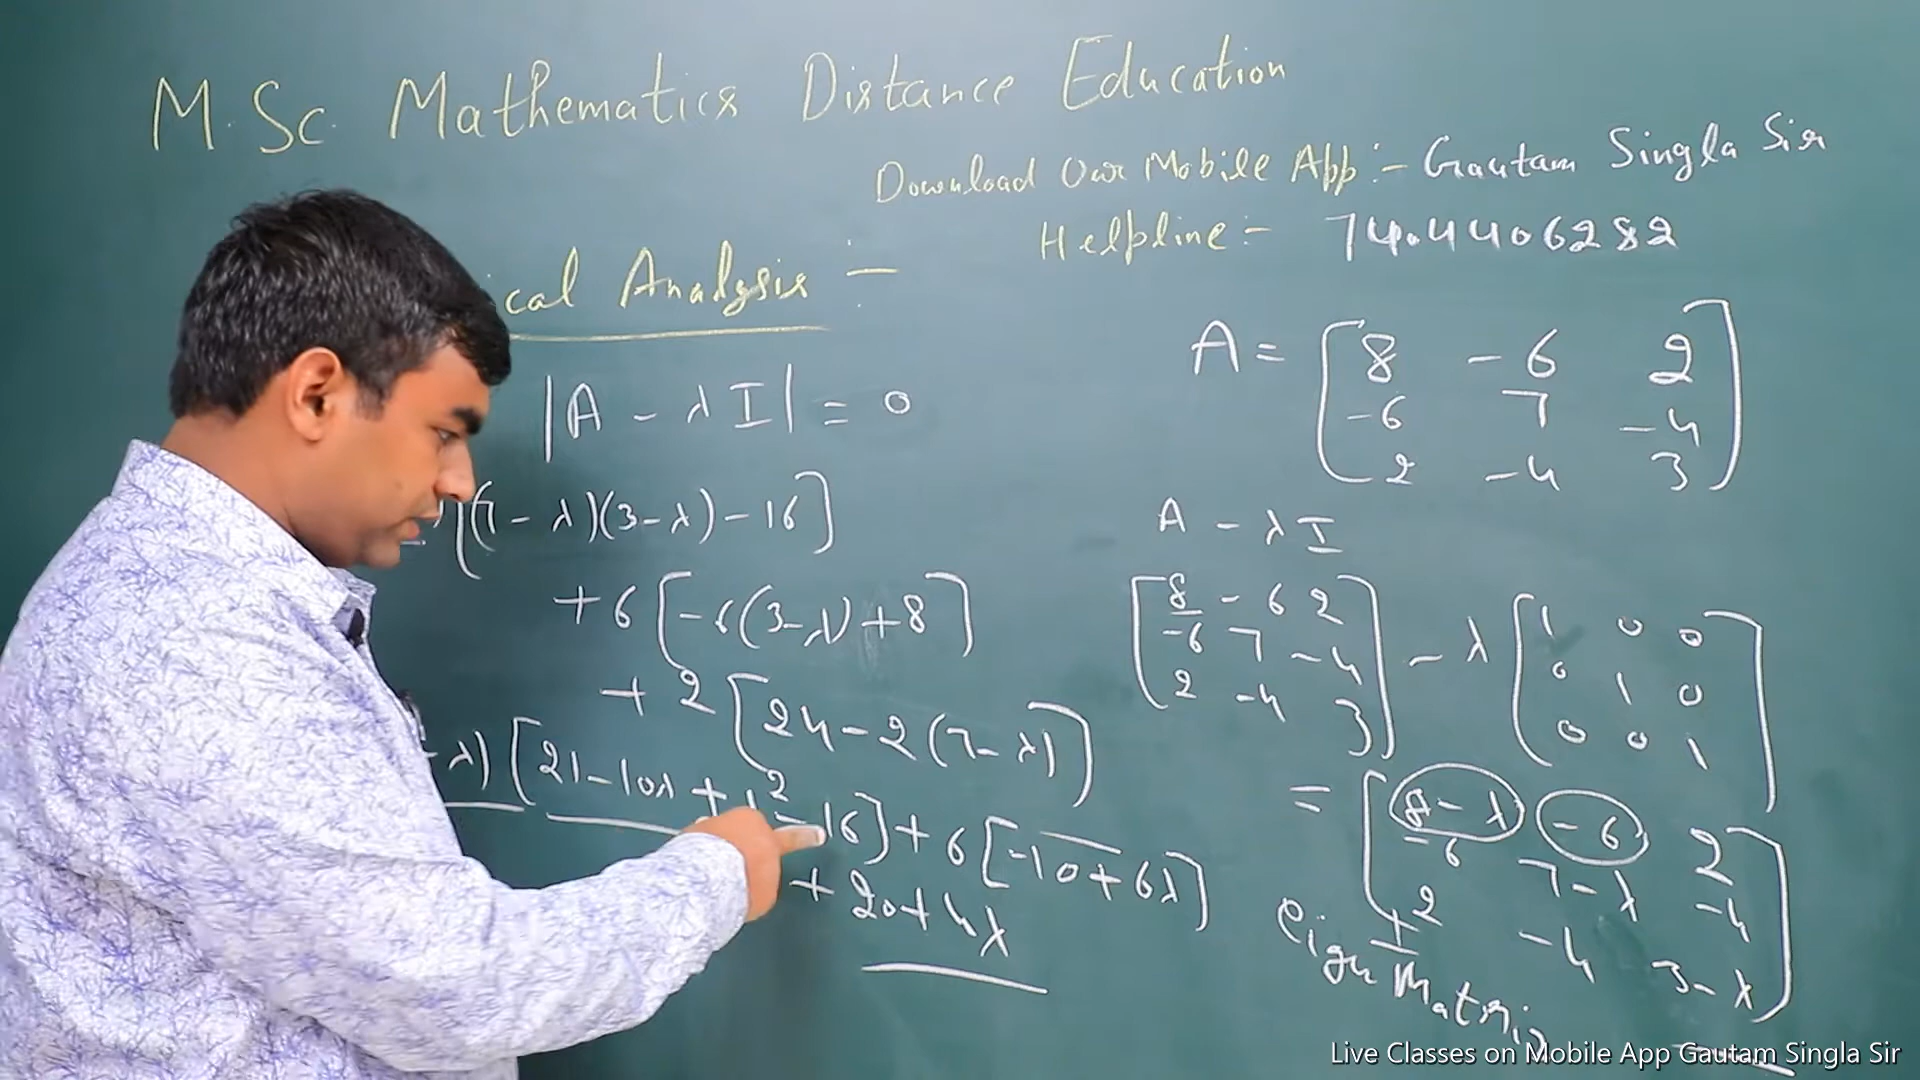 M.Sc. Mathematics Distance Education
Download Our Mobile App :- Gautam Singla Sir
Helpline :- 7404406282
ical Analysis :-
|A - λI| = 0
[(7 - λ)(3-λ) - 16]
+6[-6(3-λ)+8]
+ 2[24-2(7-λ)]
-λ)[21-10λ+λ²-16]+6[-10+6λ]
+20+4λ
A = [8 -6 2
-6 7 -4
2 -4 3]
A - λI
[8 -6 2
-6 7 -4
2 -4 3] - λ [1 0 0
0 1 0
0 0 1]
= [8-λ -6 2
-6 7-λ -4
2 -4 3-λ]
Eigen Matrix
Live Classes on Mobile App Gautam Singla Sir